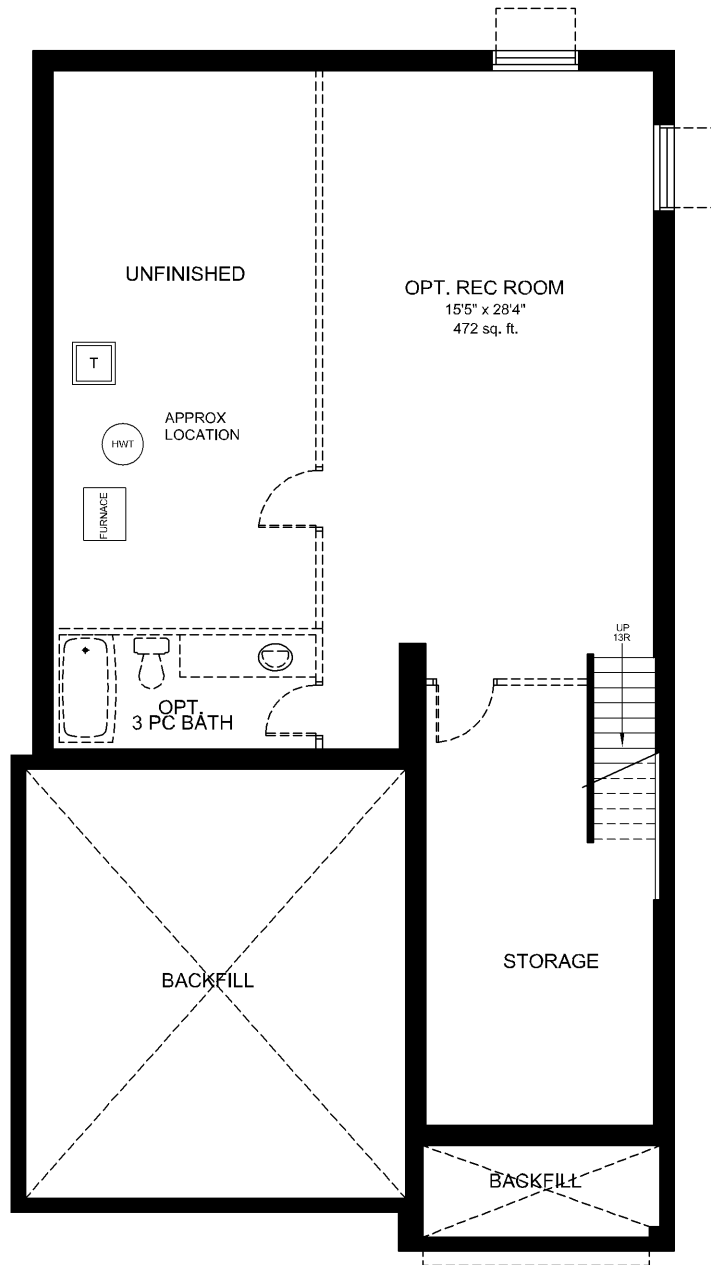 UNFINISHED
OPT. REC ROOM
15'5" x 28'4"
472 sq. ft.
T
APPROX
LOCATION
HWT
FURNACE
UP
13R
OPT.
3 PC BATH
STORAGE
BACKFILL
BACKFILL